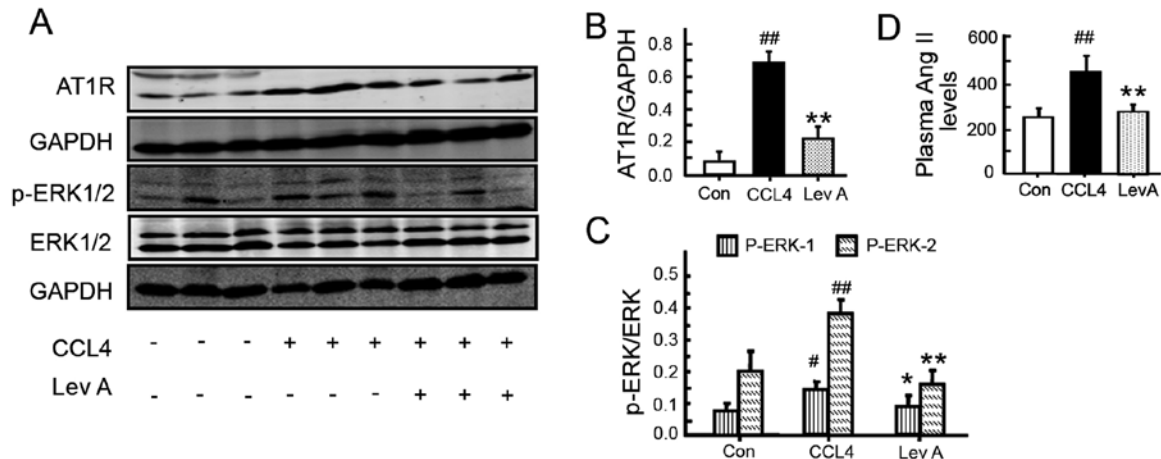 A
AT1R
GAPDH
p-ERK1/2
ERK1/2
GAPDH
CCL4 - - - + + + + + +
Lev A - - - - - - + + +
B
AT1R/GAPDH
0.8
0.6
0.4
0.2
0.0
##
**
Con CCL4 Lev A
D
Plasma Ang II
levels
600
400
200
0
##
**
Con CCL4 LevA
C
P-ERK-1 P-ERK-2
p-ERK/ERK
0.5
0.4
0.3
0.2
0.1
0.0
# ##
* **
Con CCL4 Lev A